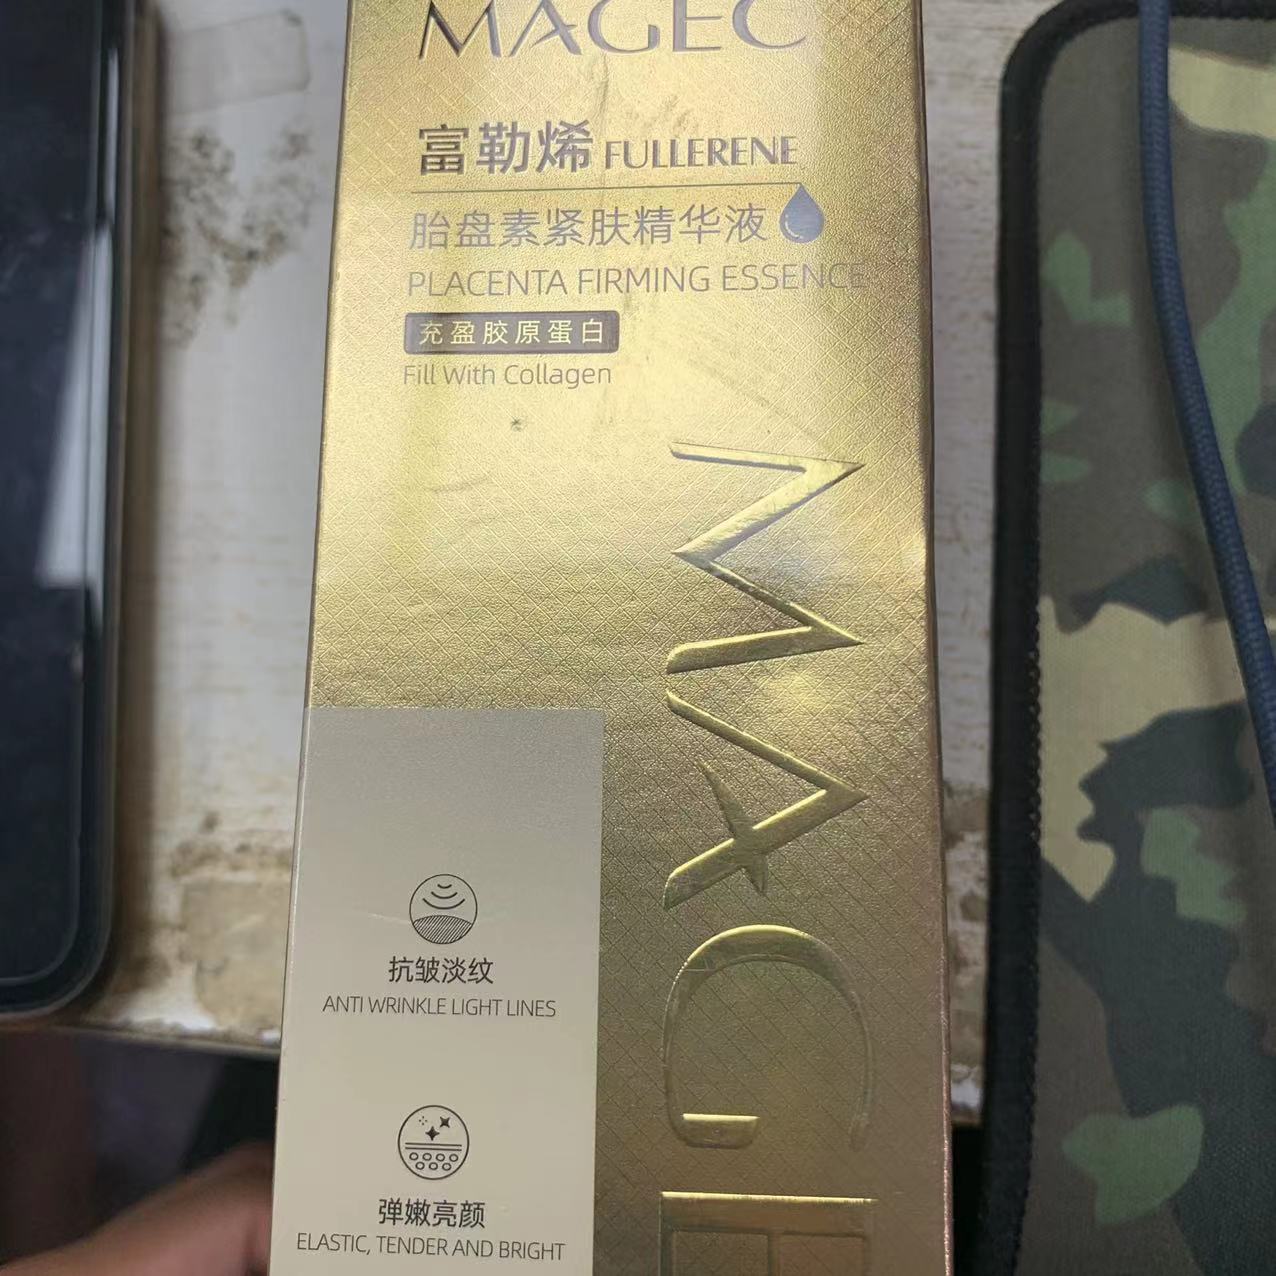 MAGEC
富勒烯 FULLERENE
胎盘素紧肤精华液
PLACENTA FIRMING ESSENCE
充盈胶原蛋白
Fill With Collagen
MAGE
抗皱淡纹
ANTI WRINKLE LIGHT LINES
弹嫩亮颜
ELASTIC, TENDER AND BRIGHT